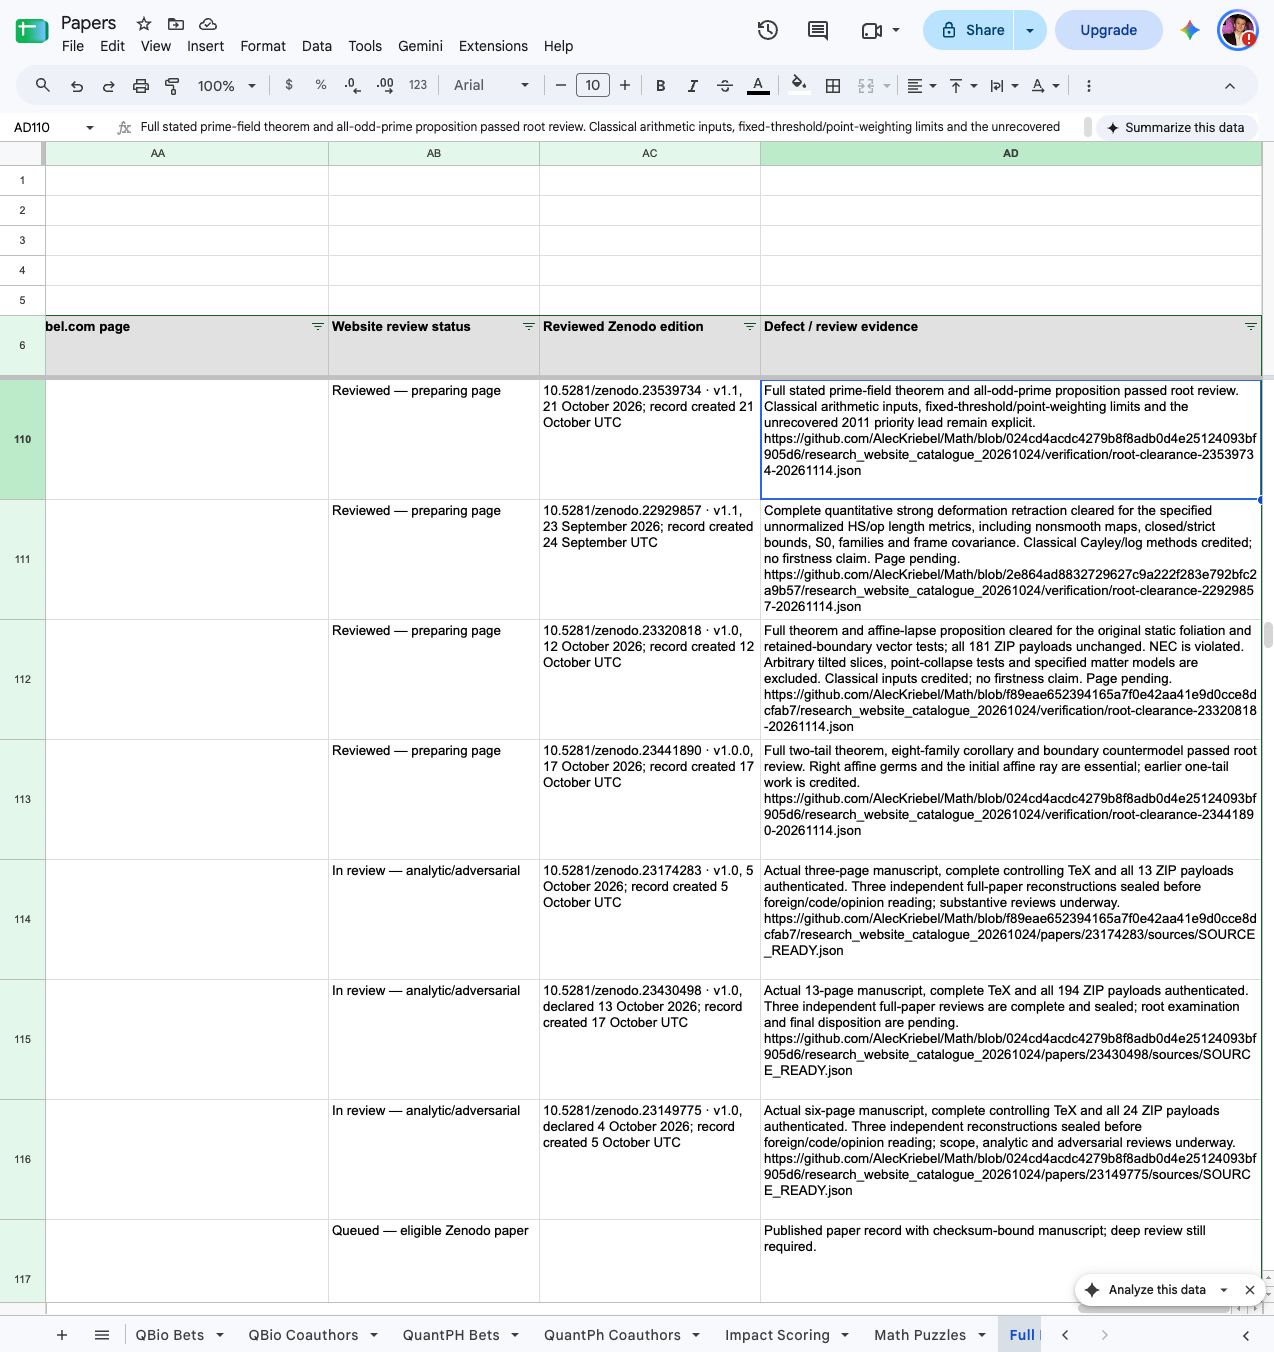 Papers
File Edit View Insert Format Data Tools Gemini Extensions Help
Share
Upgrade
100% $ % .0 .00 123 Arial 10 B I A
AD110
fx Full stated prime-field theorem and all-odd-prime proposition passed root review. Classical arithmetic inputs, fixed-threshold/point-weighting limits and the unrecovered
Summarize this data
AA AB AC AD
1
2
3
4
5
6
bel.com page
Website review status
Reviewed Zenodo edition
Defect / review evidence
110
Reviewed — preparing page
10.5281/zenodo.23539734 · v1.1,
21 October 2026; record created 21
October UTC
Full stated prime-field theorem and all-odd-prime proposition passed root review.
Classical arithmetic inputs, fixed-threshold/point-weighting limits and the
unrecovered 2011 priority lead remain explicit.
https://github.com/AlecKriebel/Math/blob/024cd4acdc4279b8f8adb0d4e25124093bf
905d6/research_website_catalogue_20261024/verification/root-clearance-2353973
4-20261114.json
111
Reviewed — preparing page
10.5281/zenodo.22929857 · v1.1,
23 September 2026; record created
24 September UTC
Complete quantitative strong deformation retraction cleared for the specified
unnormalized HS/op length metrics, including nonsmooth maps, closed/strict
bounds, S0, families and frame covariance. Classical Cayley/log methods credited;
no firstness claim. Page pending.
https://github.com/AlecKriebel/Math/blob/2e864ad8832729627c9a222f283e792bfc2
a9b57/research_website_catalogue_20261024/verification/root-clearance-2292985
7-20261114.json
112
Reviewed — preparing page
10.5281/zenodo.23320818 · v1.0,
12 October 2026; record created 12
October UTC
Full theorem and affine-lapse proposition cleared for the original static foliation and
retained-boundary vector tests; all 181 ZIP payloads unchanged. NEC is violated.
Arbitrary tilted slices, point-collapse tests and specified matter models are
excluded. Classical inputs credited; no firstness claim. Page pending.
https://github.com/AlecKriebel/Math/blob/f89eae652394165a7f0e42aa41e9d0cce8d
cfab7/research_website_catalogue_20261024/verification/root-clearance-23320818
-20261114.json
113
Reviewed — preparing page
10.5281/zenodo.23441890 · v1.0.0,
17 October 2026; record created 17
October UTC
Full two-tail theorem, eight-family corollary and boundary countermodel passed root
review. Right affine germs and the initial affine ray are essential; earlier one-tail
work is credited.
https://github.com/AlecKriebel/Math/blob/024cd4acdc4279b8f8adb0d4e25124093bf
905d6/research_website_catalogue_20261024/verification/root-clearance-2344189
0-20261114.json
114
In review — analytic/adversarial
10.5281/zenodo.23174283 · v1.0, 5
October 2026; record created 5
October UTC
Actual three-page manuscript, complete controlling TeX and all 13 ZIP payloads
authenticated. Three independent full-paper reconstructions sealed before
foreign/code/opinion reading; substantive reviews underway.
https://github.com/AlecKriebel/Math/blob/f89eae652394165a7f0e42aa41e9d0cce8d
cfab7/research_website_catalogue_20261024/papers/23174283/sources/SOURCE
_READY.json
115
In review — analytic/adversarial
10.5281/zenodo.23430498 · v1.0,
declared 13 October 2026; record
created 17 October UTC
Actual 13-page manuscript, complete TeX and all 194 ZIP payloads authenticated.
Three independent full-paper reviews are complete and sealed; root examination
and final disposition are pending.
https://github.com/AlecKriebel/Math/blob/024cd4acdc4279b8f8adb0d4e25124093bf
905d6/research_website_catalogue_20261024/papers/23430498/sources/SOURC
E_READY.json
116
In review — analytic/adversarial
10.5281/zenodo.23149775 · v1.0,
declared 4 October 2026; record
created 5 October UTC
Actual six-page manuscript, complete controlling TeX and all 24 ZIP payloads
authenticated. Three independent reconstructions sealed before
foreign/code/opinion reading; scope, analytic and adversarial reviews underway.
https://github.com/AlecKriebel/Math/blob/024cd4acdc4279b8f8adb0d4e25124093bf
905d6/research_website_catalogue_20261024/papers/23149775/sources/SOURC
E_READY.json
117
Queued — eligible Zenodo paper
Published paper record with checksum-bound manuscript; deep review still
required.
Analyze this data
QBio Bets QBio Coauthors QuantPH Bets QuantPh Coauthors Impact Scoring Math Puzzles Full